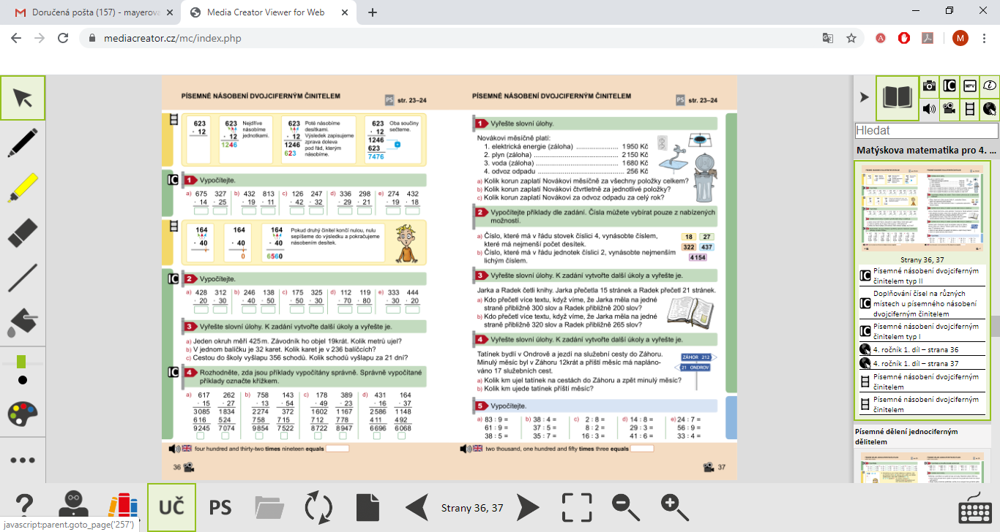 Doručená pošta (157) - mayerov
Media Creator Viewer for Web
mediacreator.cz/mc/index.php
M
PÍSEMNÉ NÁSOBENÍ DVOJCIFERNÝM ČINITELEM
PS str. 23–24
623
· 12
623
· 12
1246
Nejdříve
násobíme
jednotkami.
623
· 12
1246
623
Poté násobíme
desítkami.
Výsledek zapisujeme
zprava doleva
pod řád, kterým
násobíme.
623
· 12
1246
623
7476
Oba součiny
sečteme.
1 Vypočítejte.
a) 675 327 b) 432 813 c) 126 247 d) 336 298 e) 274 432
· 14 · 25 · 19 · 11 · 42 · 32 · 29 · 21 · 19 · 18
164
· 40
164
· 40
0
164
· 40
6560
Pokud druhý činitel končí nulou, nulu
sepíšeme do výsledku a pokračujeme
násobením desítek.
2 Vypočítejte.
a) 428 312 b) 246 138 c) 175 325 d) 112 119 e) 333 444
· 20 · 30 · 40 · 50 · 50 · 30 · 70 · 80 · 30 · 20
3 Vyřešte slovní úlohy. K zadání vytvořte další úkoly a vyřešte je.
a) Jeden okruh měří 425 m. Závodník ho objel 19krát. Kolik metrů ujel?
b) V jednom balíčku je 32 karet. Kolik karet je v 236 balíčcích?
c) Cestou do školy vyšlapu 356 schodů. Kolik schodů vyšlapu za 21 dní?
4 Rozhodněte, zda jsou příklady vypočítány správně. Správně vypočítané
příklady označte křížkem.
a) 617 262 b) 758 143 c) 178 389 d) 431 164
· 15 · 27 · 13 · 54 · 49 · 23 · 16 · 37
3085 1834 2274 372 1602 1167 2586 1148
616 524 758 715 712 778 411 492
9245 7074 9854 7522 8722 8947 6696 6068
four hundred and thirty-two times nineteen equals
36
PÍSEMNÉ NÁSOBENÍ DVOJCIFERNÝM ČINITELEM
PS str. 23–24
1 Vyřešte slovní úlohy.
Novákovi měsíčně platí:
1. elektrická energie (záloha) ..................... 1 950 Kč
2. plyn (záloha) ..................... 2 150 Kč
3. voda (záloha) ..................... 1 680 Kč
4. odvoz odpadu ..................... 256 Kč
a) Kolik korun zaplatí Novákovi měsíčně za všechny položky celkem?
b) Kolik korun zaplatí Novákovi čtvrtletně za jednotlivé položky?
c) Kolik korun zaplatí Novákovi za odvoz odpadu za celý rok?
2 Vypočítejte příklady dle zadání. Čísla můžete vybírat pouze z nabízených
možností.
a) Číslo, které má v řádu stovek číslici 4, vynásobte číslem,
které má nejmenší počet desítek.
b) Číslo, které má v řádu jednotek číslici 2, vynásobte nejmenším
lichým číslem.
18 27
322 437
4 154
3 Vyřešte slovní úlohy. K zadání vytvořte další úkoly a vyřešte je.
Jarka a Radek četli knihy. Jarka přečetla 15 stránek a Radek přečetl 21 stránek.
a) Kdo přečetl více textu, když víme, že Jarka měla na jedné
straně přibližně 300 slov a Radek přibližně 200 slov?
b) Kdo přečetl více textu, když víme, že Jarka měla na jedné
straně přibližně 320 slov a Radek přibližně 265 slov?
4 Vyřešte slovní úlohy. K zadání vytvořte další úkoly a vyřešte je.
Tatínek bydlí v Ondrově a jezdí na služební cesty do Záhoru.
Minulý měsíc byl v Záhoru 12krát a příští měsíc má napláno-
váno 17 služebních cest.
a) Kolik km ujel tatínek na cestách do Záhoru a zpět minulý měsíc?
b) Kolik km ujede tatínek příští měsíc?
ZÁHOR 212
21 ONDROV
5 Vypočítejte.
a) 83 : 9 = b) 38 : 4 = c) 2 : 8 = d) 14 : 8 = e) 24 : 7 =
61 : 9 = 37 : 5 = 8 : 2 = 29 : 3 = 56 : 9 =
38 : 5 = 35 : 7 = 16 : 3 = 41 : 6 = 33 : 4 =
two thousand, one hundred and fifty times three equals
37
IC
MPV
Hledat
Matýskova matematika pro 4. ...
Strany 36, 37
Písemné násobení dvojciferným
činitelem typ II
Doplňování čísel na různých
místech u písemného násobení
dvojciferným činitelem
Písemné násobení dvojciferným
činitelem typ I
4. ročník 1. díl – strana 36
4. ročník 1. díl – strana 37
Písemné násobení dvojciferným
činitelem
Písemné násobení dvojciferným
činitelem
Písemné dělení jednociferným
dělitelem
?
UČ
PS
Strany 36, 37
javascript:parent.goto_page('257')